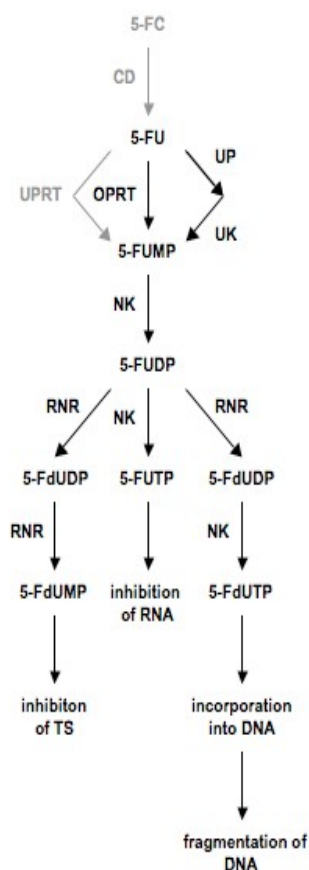 5-FC
CD
5-FU
UP
UPRT
OPRT
UK
5-FUMP
NK
5-FUDP
RNR
NK
RNR
5-FdUDP
5-FUTP
5-FdUDP
RNR
NK
5-FdUMP
inhibition
of RNA
5-FdUTP
inhibiton
of TS
incorporation
into DNA
fragmentation of
DNA